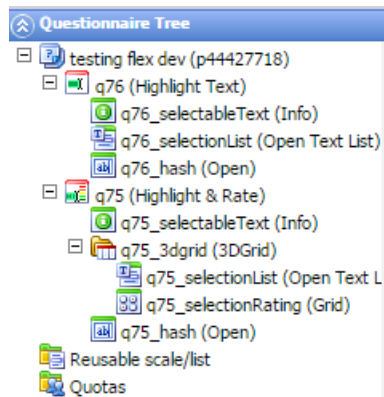 Questionnaire Tree
testing flex dev (p44427718)
q76 (Highlight Text)
q76_selectableText (Info)
q76_selectionList (Open Text List)
q76_hash (Open)
q75 (Highlight & Rate)
q75_selectableText (Info)
q75_3dgrid (3DGrid)
q75_selectionList (Open Text L
q75_selectionRating (Grid)
q75_hash (Open)
Reusable scale/list
Quotas